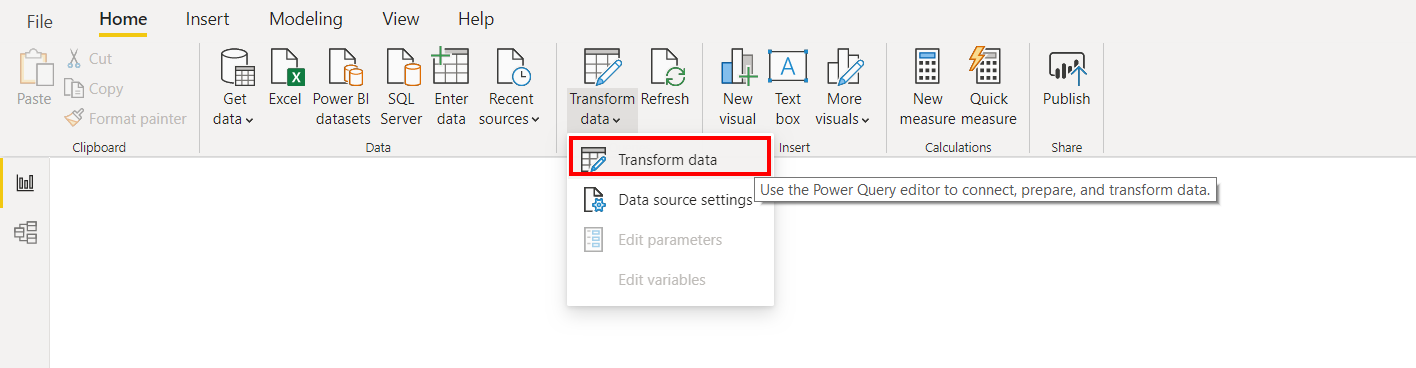 File Home Insert Modeling View Help
Paste
Cut
Copy
Format painter
Clipboard
Get
data
Excel
Power BI
datasets
SQL
Server
Enter
data
Recent
sources
Data
Transform
data
Refresh
New
visual
A
Text
box
More
visuals
Insert
New
measure
Quick
measure
Calculations
Publish
Share
Transform data
Use the Power Query editor to connect, prepare, and transform data.
Data source settings
Edit parameters
Edit variables